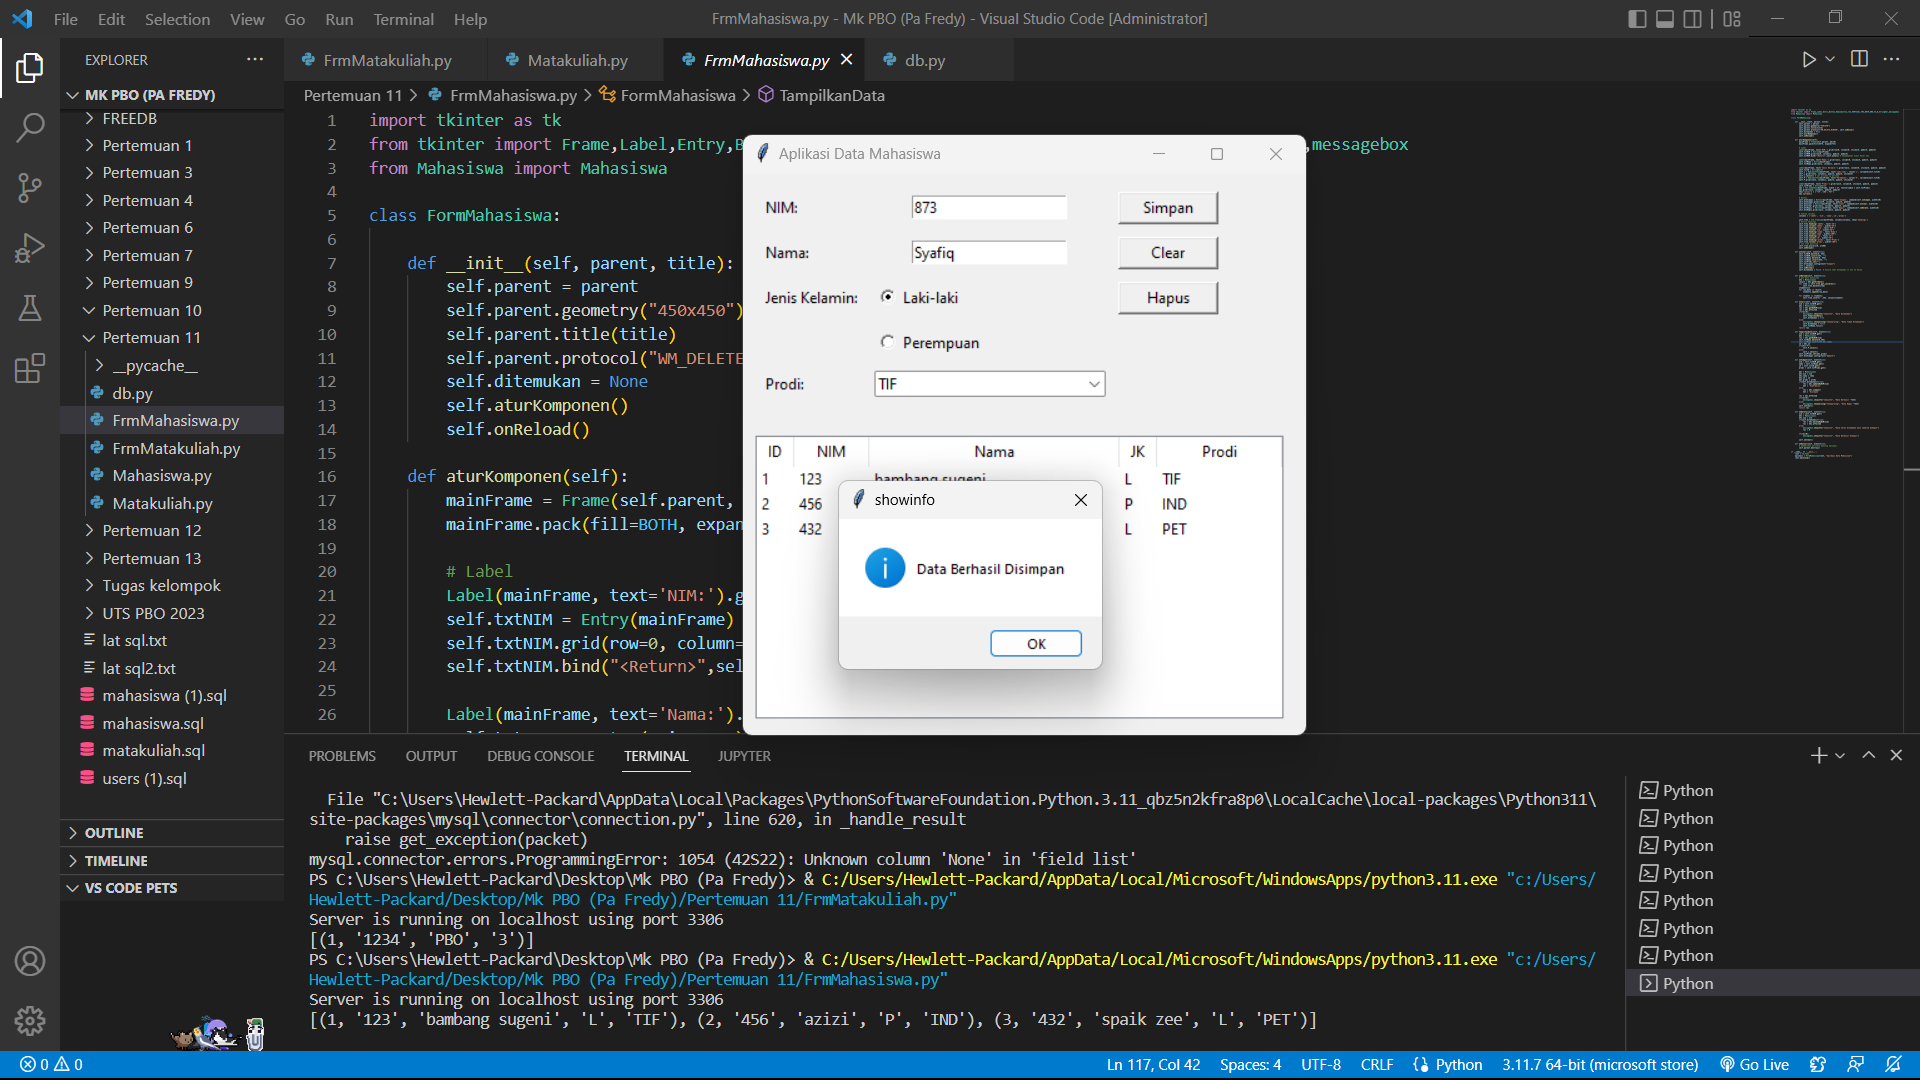 File Edit Selection View Go Run Terminal Help
FrmMahasiswa.py - Mk PBO (Pa Fredy) - Visual Studio Code [Administrator]
EXPLORER
FrmMatakuliah.py
Matakuliah.py
FrmMahasiswa.py
db.py
MK PBO (PA FREDY)
FREEDB
Pertemuan 1
Pertemuan 3
Pertemuan 4
Pertemuan 6
Pertemuan 7
Pertemuan 9
Pertemuan 10
Pertemuan 11
__pycache__
db.py
FrmMahasiswa.py
FrmMatakuliah.py
Mahasiswa.py
Matakuliah.py
Pertemuan 12
Pertemuan 13
Tugas kelompok
UTS PBO 2023
lat sql.txt
lat sql2.txt
mahasiswa (1).sql
mahasiswa.sql
matakuliah.sql
users (1).sql
OUTLINE
TIMELINE
VS CODE PETS
Pertemuan 11 > FrmMahasiswa.py > FormMahasiswa > TampilkanData
1 import tkinter as tk
2 from tkinter import Frame,Label,Entry,B ,messagebox
3 from Mahasiswa import Mahasiswa
4
5 class FormMahasiswa:
6
7 def __init__(self, parent, title):
8 self.parent = parent
9 self.parent.geometry("450x450")
10 self.parent.title(title)
11 self.parent.protocol("WM_DELETE
12 self.ditemukan = None
13 self.aturKomponen()
14 self.onReload()
15
16 def aturKomponen(self):
17 mainFrame = Frame(self.parent,
18 mainFrame.pack(fill=BOTH, expan
19
20 # Label
21 Label(mainFrame, text='NIM:').g
22 self.txtNIM = Entry(mainFrame)
23 self.txtNIM.grid(row=0, column=
24 self.txtNIM.bind("<Return>",sel
25
26 Label(mainFrame, text='Nama:').
Aplikasi Data Mahasiswa
NIM: 873 Simpan
Nama: Syafiq Clear
Jenis Kelamin: Laki-laki Hapus
Perempuan
Prodi: TIF
ID NIM Nama JK Prodi
1 123 bambang sugeni L TIF
2 456 P IND
3 432 L PET
showinfo
Data Berhasil Disimpan
OK
PROBLEMS OUTPUT DEBUG CONSOLE TERMINAL JUPYTER
File "C:\Users\Hewlett-Packard\AppData\Local\Packages\PythonSoftwareFoundation.Python.3.11_qbz5n2kfra8p0\LocalCache\local-packages\Python311\
site-packages\mysql\connector\connection.py", line 620, in _handle_result
raise get_exception(packet)
mysql.connector.errors.ProgrammingError: 1054 (42S22): Unknown column 'None' in 'field list'
PS C:\Users\Hewlett-Packard\Desktop\Mk PBO (Pa Fredy)> & C:/Users/Hewlett-Packard/AppData/Local/Microsoft/WindowsApps/python3.11.exe "c:/Users/
Hewlett-Packard/Desktop/Mk PBO (Pa Fredy)/Pertemuan 11/FrmMatakuliah.py"
Server is running on localhost using port 3306
[(1, '1234', 'PBO', '3')]
PS C:\Users\Hewlett-Packard\Desktop\Mk PBO (Pa Fredy)> & C:/Users/Hewlett-Packard/AppData/Local/Microsoft/WindowsApps/python3.11.exe "c:/Users/
Hewlett-Packard/Desktop/Mk PBO (Pa Fredy)/Pertemuan 11/FrmMahasiswa.py"
Server is running on localhost using port 3306
[(1, '123', 'bambang sugeni', 'L', 'TIF'), (2, '456', 'azizi', 'P', 'IND'), (3, '432', 'spaik zee', 'L', 'PET')]
Python
Python
Python
Python
Python
Python
Python
Python
0 0
Ln 117, Col 42 Spaces: 4 UTF-8 CRLF Python 3.11.7 64-bit (microsoft store) Go Live